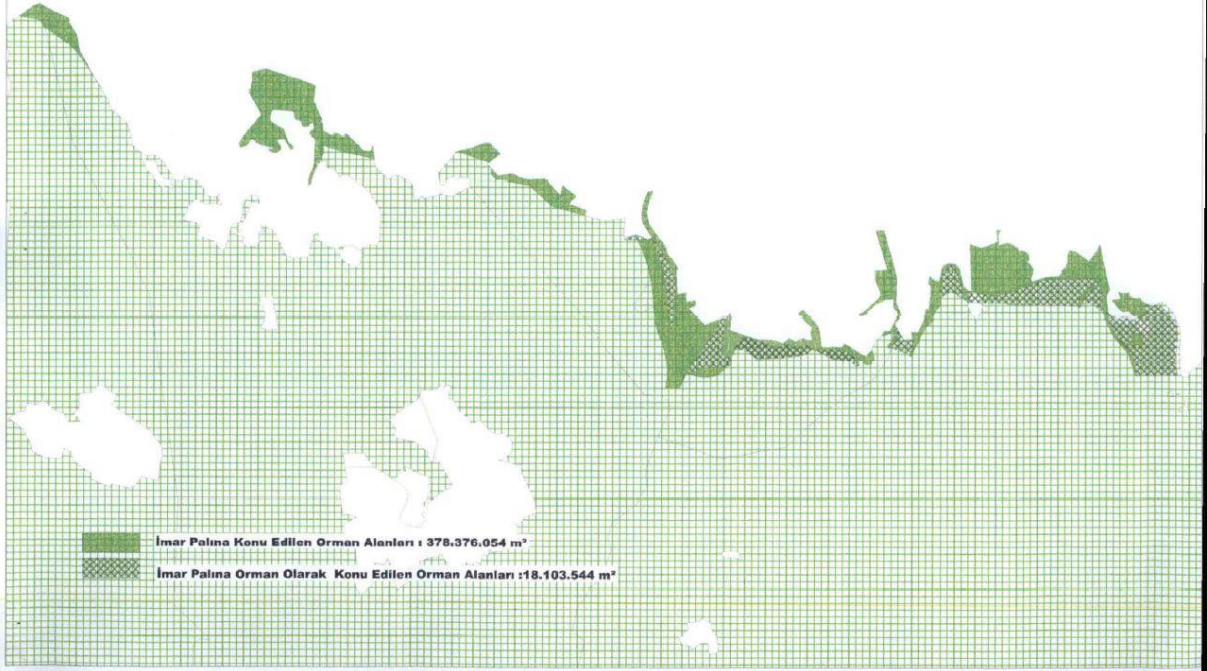 İmar Palına Konu Edilen Orman Alanları : 378.376.054 m²
İmar Palına Orman Olarak Konu Edilen Orman Alanları :18.103.544 m²